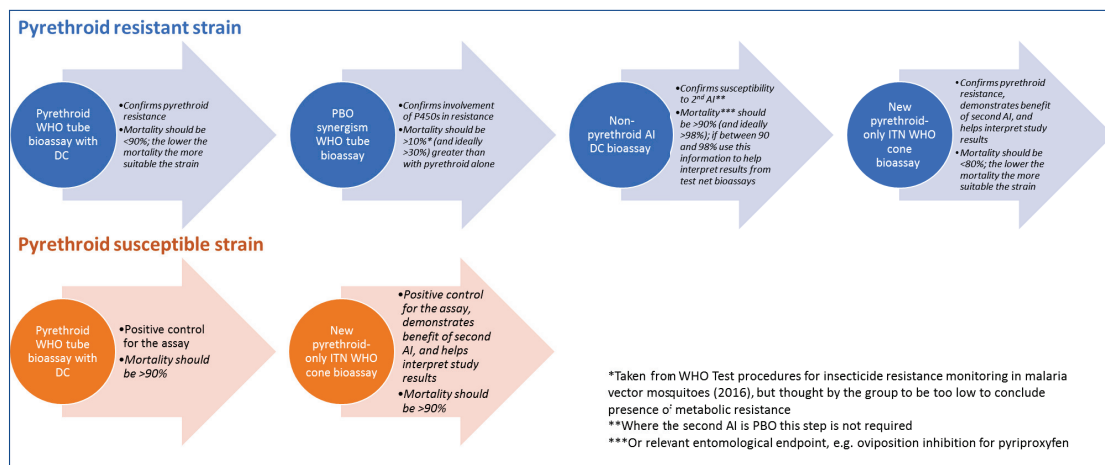 Pyrethroid resistant strain
Pyrethroid
WHO tube
bioassay with
DC
•Confirms pyrethroid
resistance
•Mortality should be
<90%; the lower the
mortality the more
suitable the strain
PBO
synergism
WHO tube
bioassay
•Confirms involvement
of P450s in resistance
•Mortality should be
>10%* (and ideally
>30%) greater than
with pyrethroid alone
Non-
pyrethroid AI
DC bioassay
•Confirms susceptibility
to 2nd AI**
•Mortality*** should
be >90% (and ideally
>98%); if between 90
and 98% use this
information to help
interpret results from
test net bioassays
New
pyrethroid-
only ITN WHO
cone bioassay
•Confirms pyrethroid
resistance,
demonstrates benefit
of second AI, and
helps interpret study
results
•Mortality should be
<80%; the lower the
mortality the more
suitable the strain
Pyrethroid susceptible strain
Pyrethroid
WHO tube
bioassay with
DC
•Positive control
for the assay
•Mortality should
be >90%
New
pyrethroid-
only ITN WHO
cone bioassay
•Positive control
for the assay,
demonstrates
benefit of second
AI, and helps
interpret study
results
•Mortality should
be >90%
*Taken from WHO Test procedures for insecticide resistance monitoring in malaria
vector mosquitoes (2016), but thought by the group to be too low to conclude
presence of metabolic resistance
**Where the second AI is PBO this step is not required
***Or relevant entomological endpoint, e.g. oviposition inhibition for pyriproxyfen